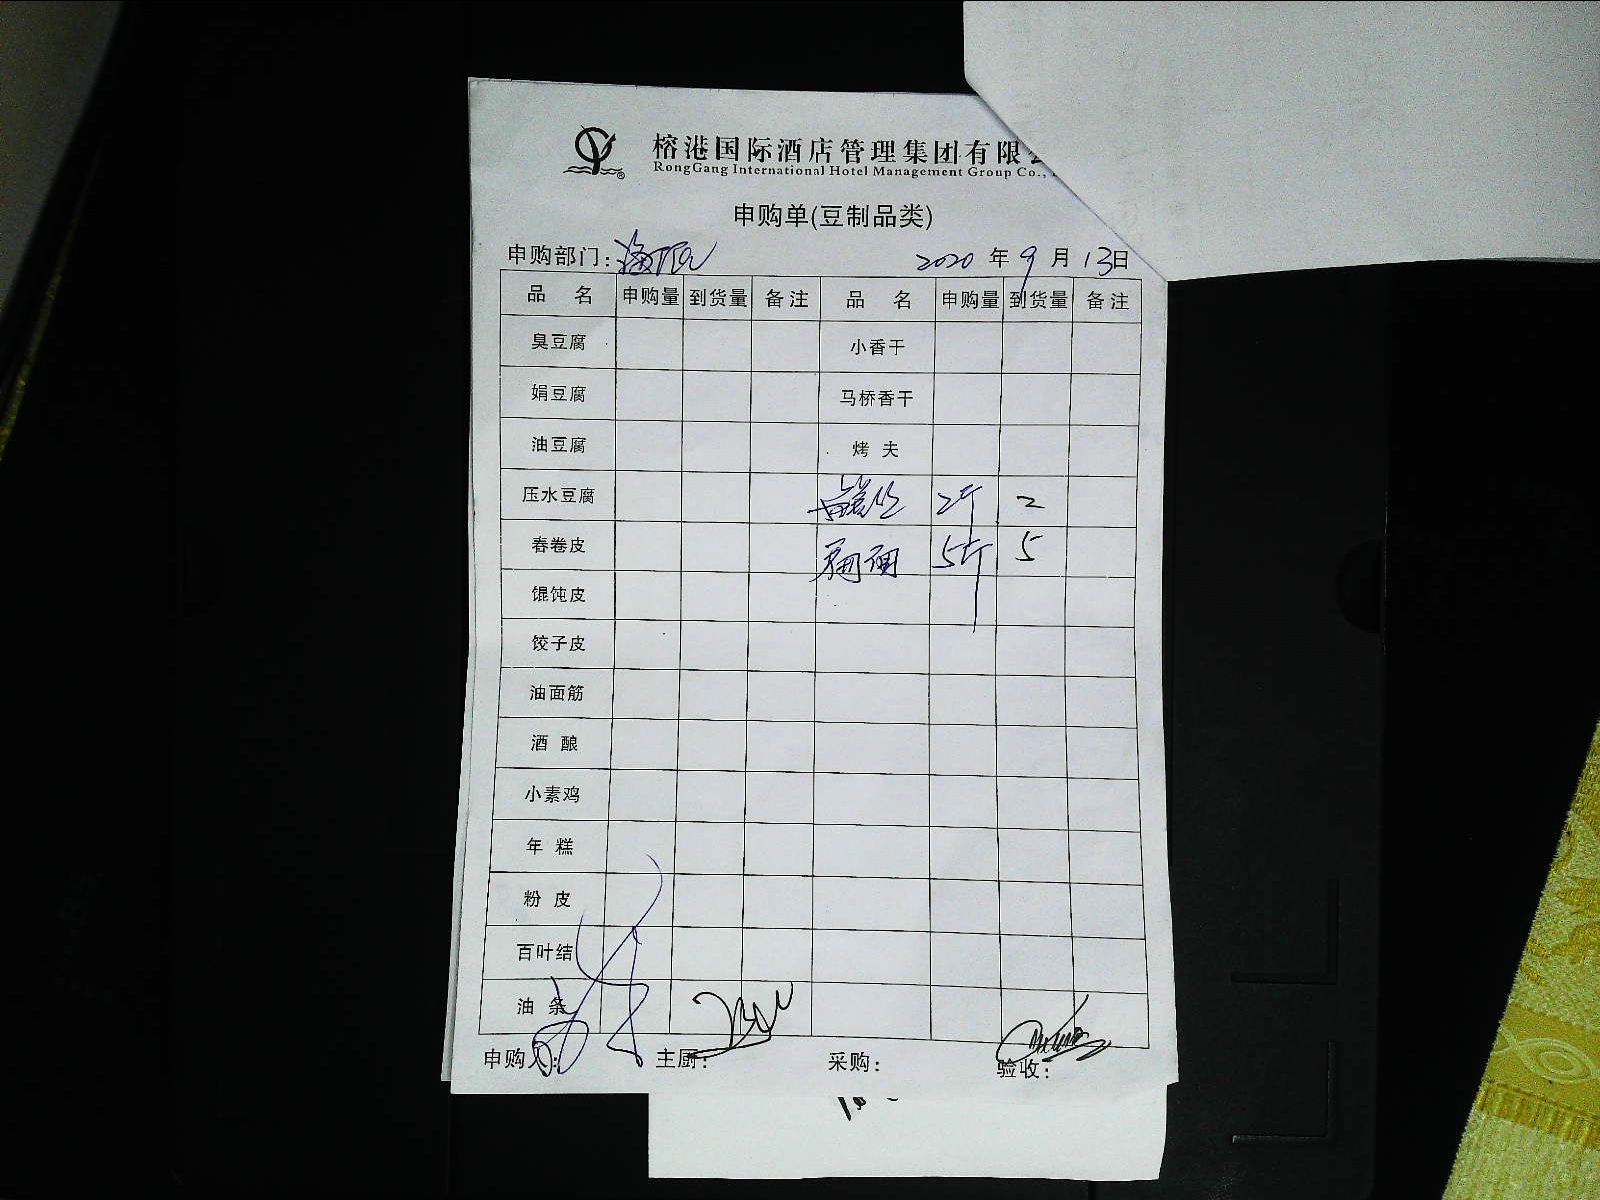 榕港国际酒店管理集团有限
RongGang International Hotel Management Group Co.,
申购单(豆制品类)
申购部门: 2020 年 9 月 13 日
品 名 申购量 到货量 备注 品 名 申购量 到货量 备注
臭豆腐 小香干
娟豆腐 马桥香干
油豆腐 烤 夫
压水豆腐 2斤 2
春卷皮 5斤 5
馄饨皮
饺子皮
油面筋
酒 酿
小素鸡
年 糕
粉 皮
百叶结
油 条
申购人: 主厨: 采购: 验收: